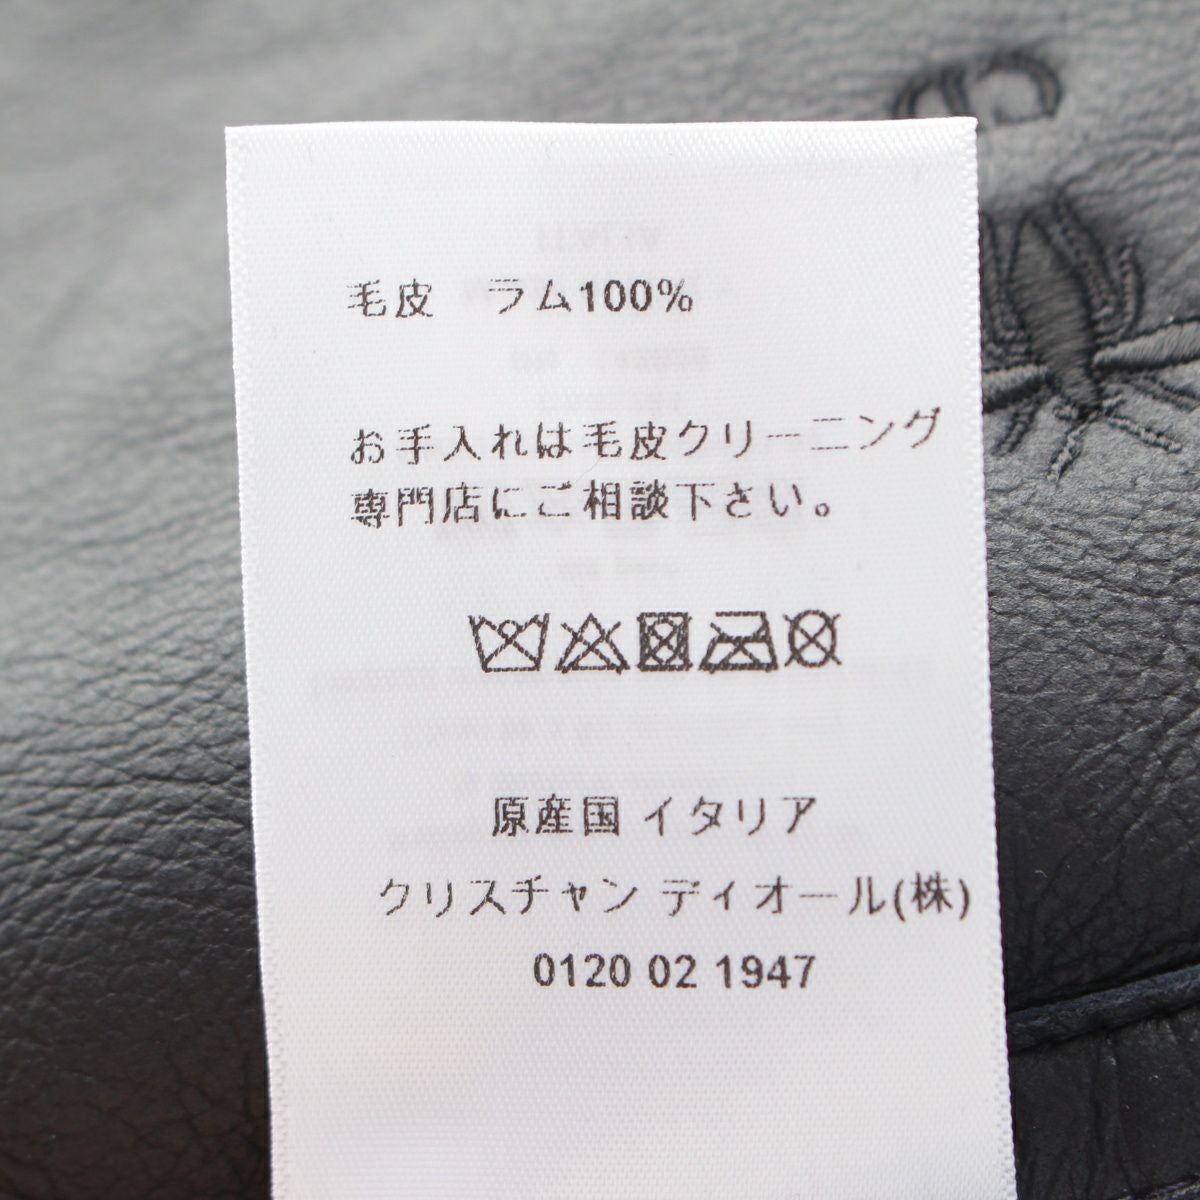 毛皮　ラム100%
お手入れは毛皮クリーニング
専門店にご相談下さい。
原産国 イタリア
クリスチャン ディオール(株)
0120 02 1947